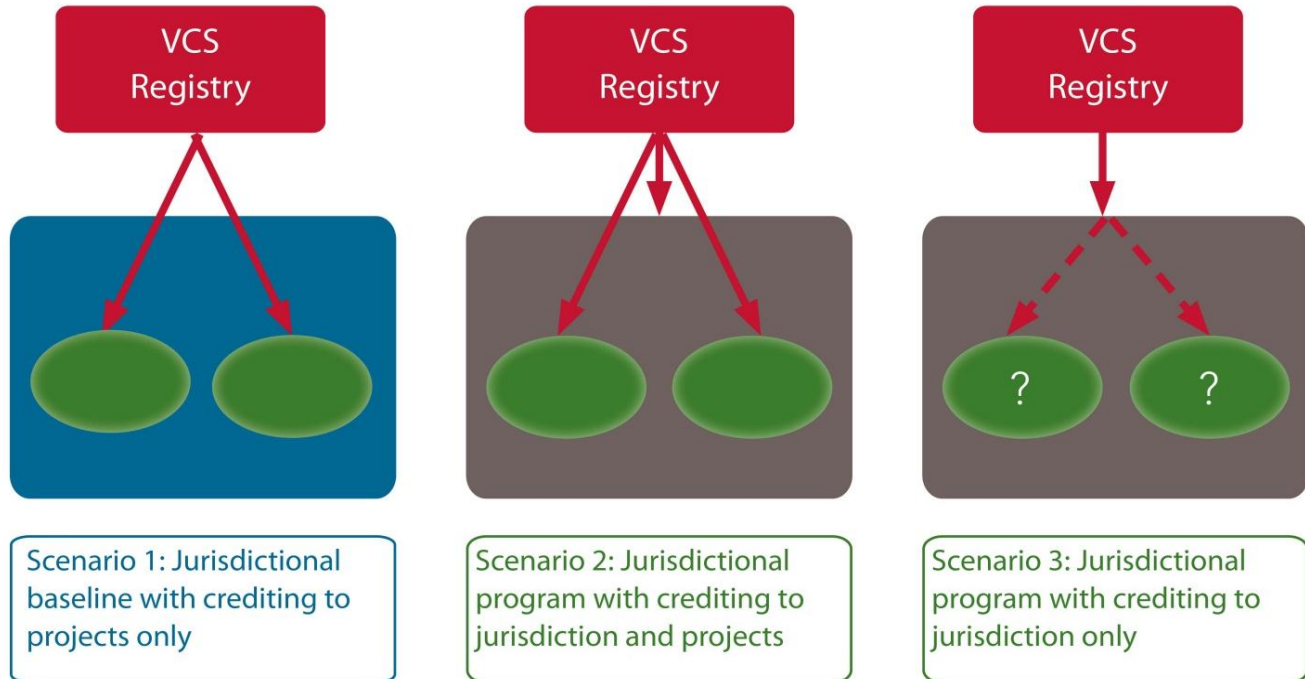 VCS
Registry
VCS
Registry
VCS
Registry
?
?
Scenario 1: Jurisdictional
baseline with crediting to
projects only
Scenario 2: Jurisdictional
program with crediting to
jurisdiction and projects
Scenario 3: Jurisdictional
program with crediting to
jurisdiction only